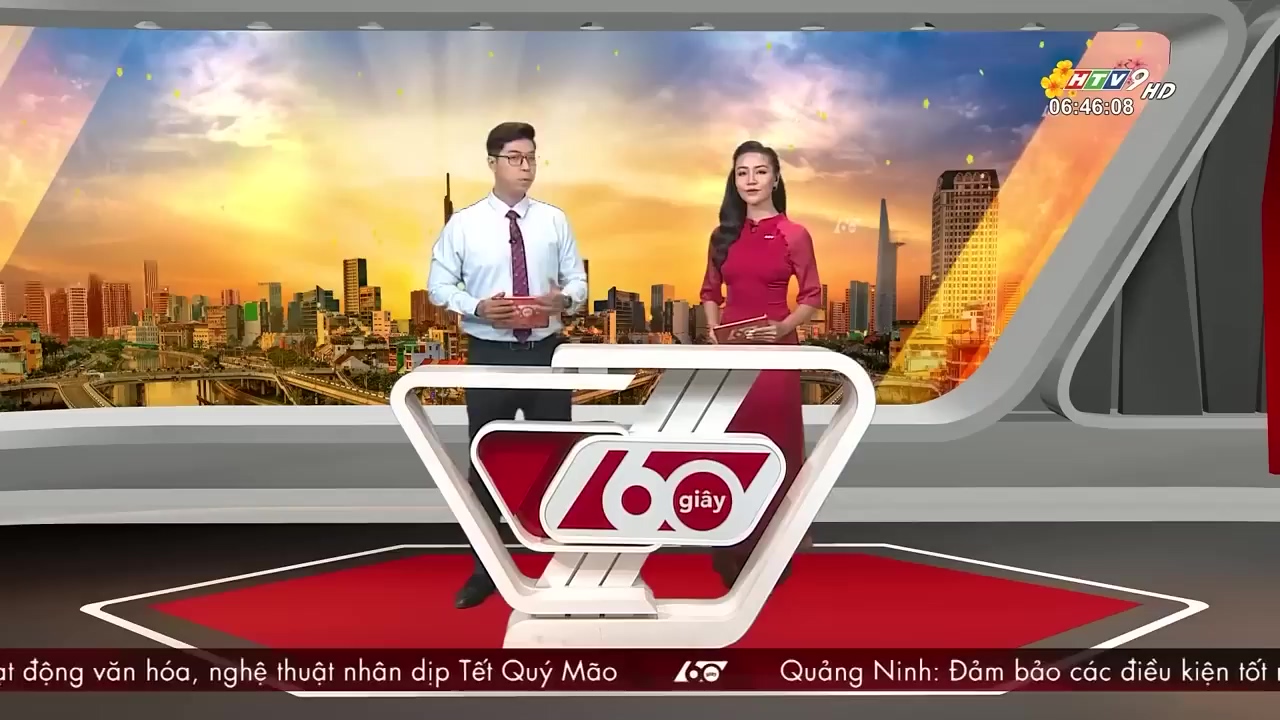 HTV9 HD
06:46:08
60 giây
động văn hóa, nghệ thuật nhân dịp Tết Quý Mão
60
Quảng Ninh: Đảm bảo các điều kiện tốt